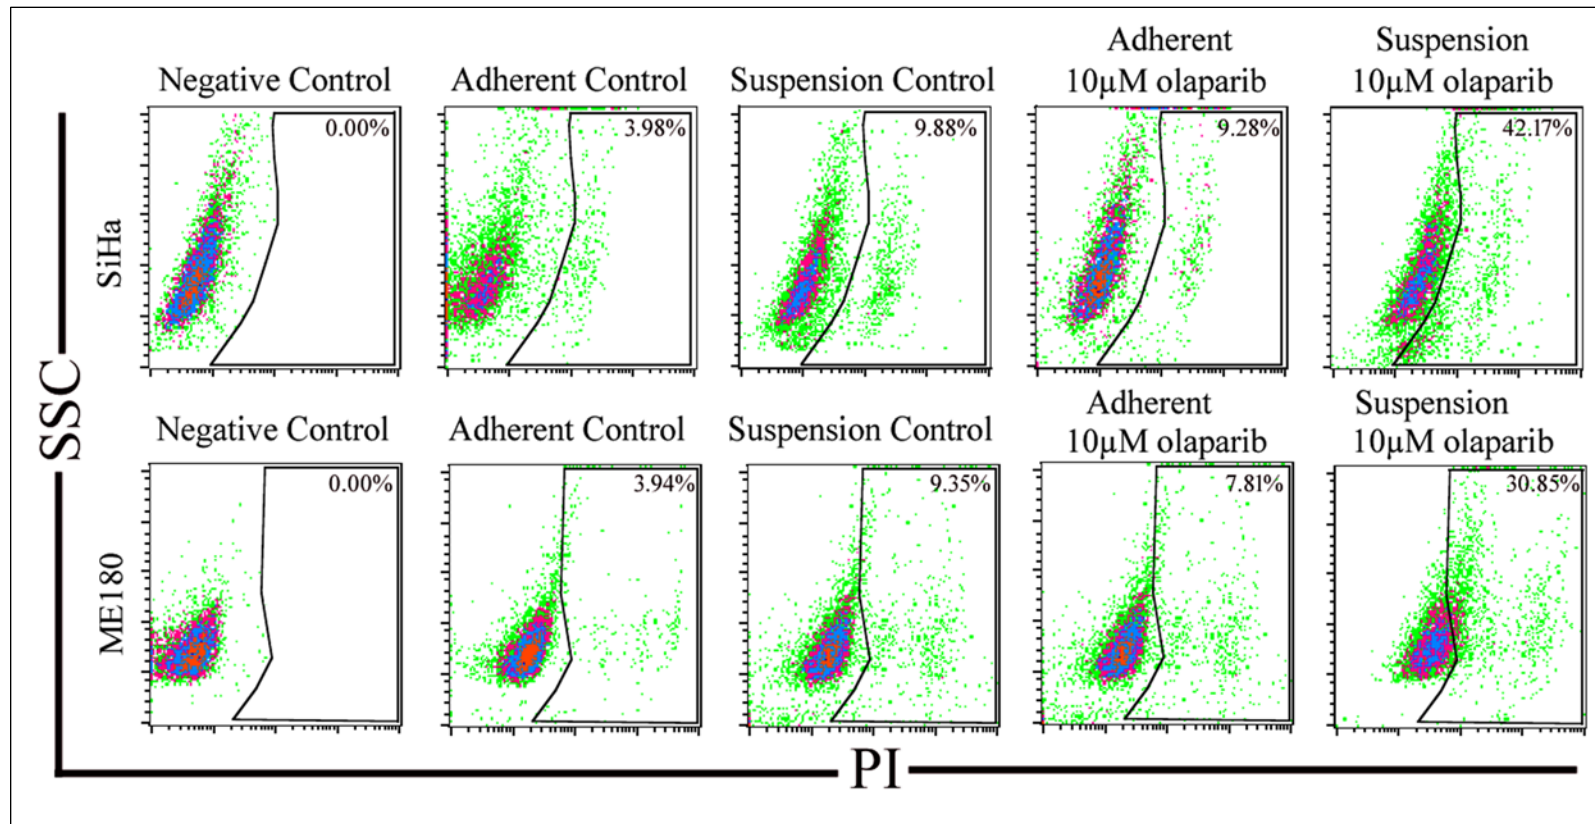 Negative Control
Adherent Control
Suspension Control
Adherent
10µM olaparib
Suspension
10µM olaparib
0.00%
3.98%
9.88%
9.28%
42.17%
SiHa
SSC
Negative Control
Adherent Control
Suspension Control
Adherent
10µM olaparib
Suspension
10µM olaparib
0.00%
3.94%
9.35%
7.81%
30.85%
ME180
PI